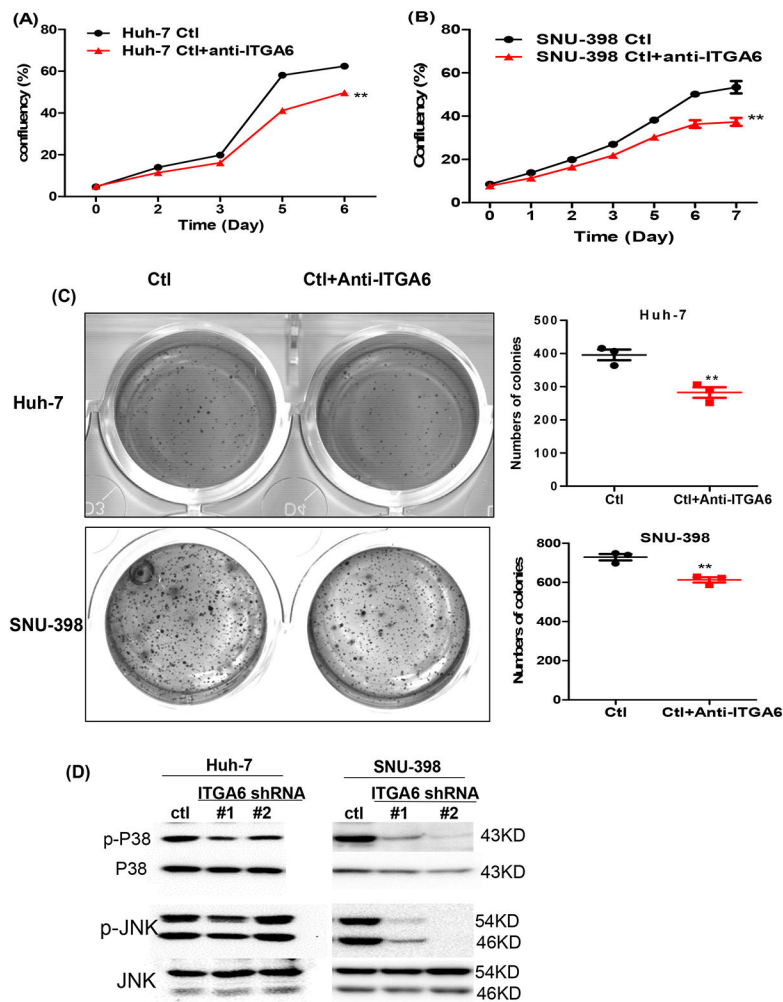 (A)
Huh-7 Ctl
Huh-7 Ctl+anti-ITGA6
confluency (%)
80
60
40
20
0
**
0 2 3 5 6
Time (Day)
(B)
SNU-398 Ctl
SNU-398 Ctl+anti-ITGA6
Confluency (%)
80
60
40
20
0
**
0 1 2 3 5 6 7
Time (Day)
(C)
Ctl Ctl+Anti-ITGA6
Huh-7
D3 D4
SNU-398
Huh-7
Numbers of colonies
500
400
300
200
100
0
**
Ctl Ctl+Anti-ITGA6
SNU-398
Numbers of colonies
800
600
400
200
0
**
Ctl Ctl+Anti-ITGA6
(D)
Huh-7 SNU-398
ITGA6 shRNA ITGA6 shRNA
ctl #1 #2 ctl #1 #2
p-P38 43KD
P38 43KD
p-JNK 54KD
46KD
JNK 54KD
46KD